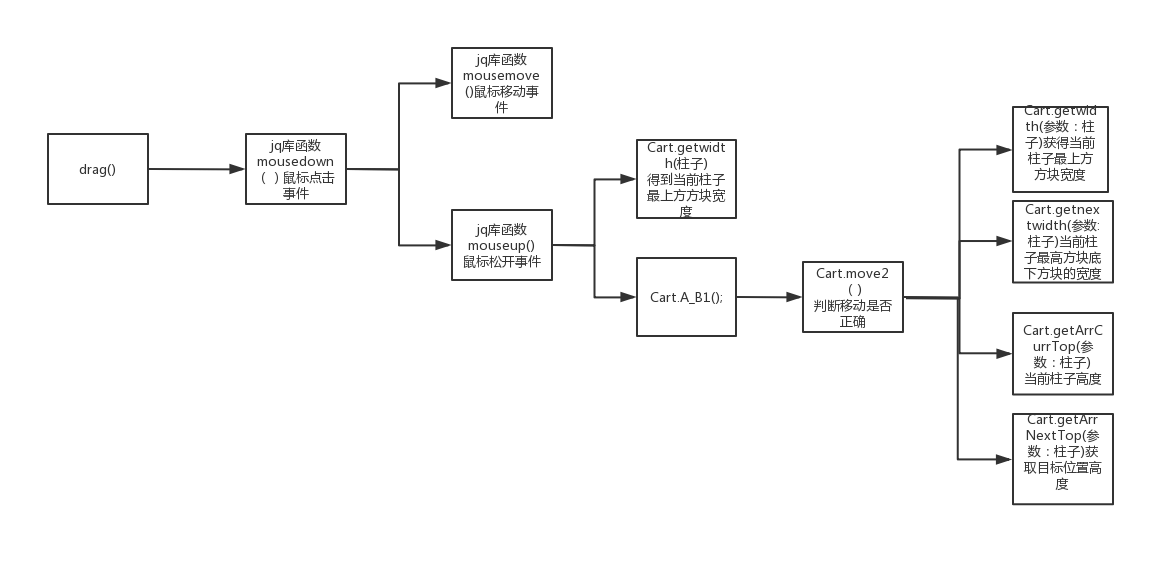 drag()
jq库函数
mousedown
（ ）鼠标点击
事件
jq库函数
mousemove
()鼠标移动事
件
jq库函数
mouseup()
鼠标松开事件
Cart.getwidt
h(柱子)
得到当前柱子
最上方方块宽
度
Cart.A_B1();
Cart.move2
（）
判断移动是否
正确
Cart.getwid
th(参数：柱
子)获得当前
柱子最上方
方块宽度
Cart.getnex
twidth(参数:
柱子)当前柱
子最高方块底
下方块的宽度
Cart.getArrC
urrTop(参
数：柱子)
当前柱子高度
Cart.getArr
NextTop(参
数：柱子)获
取目标位置高
度